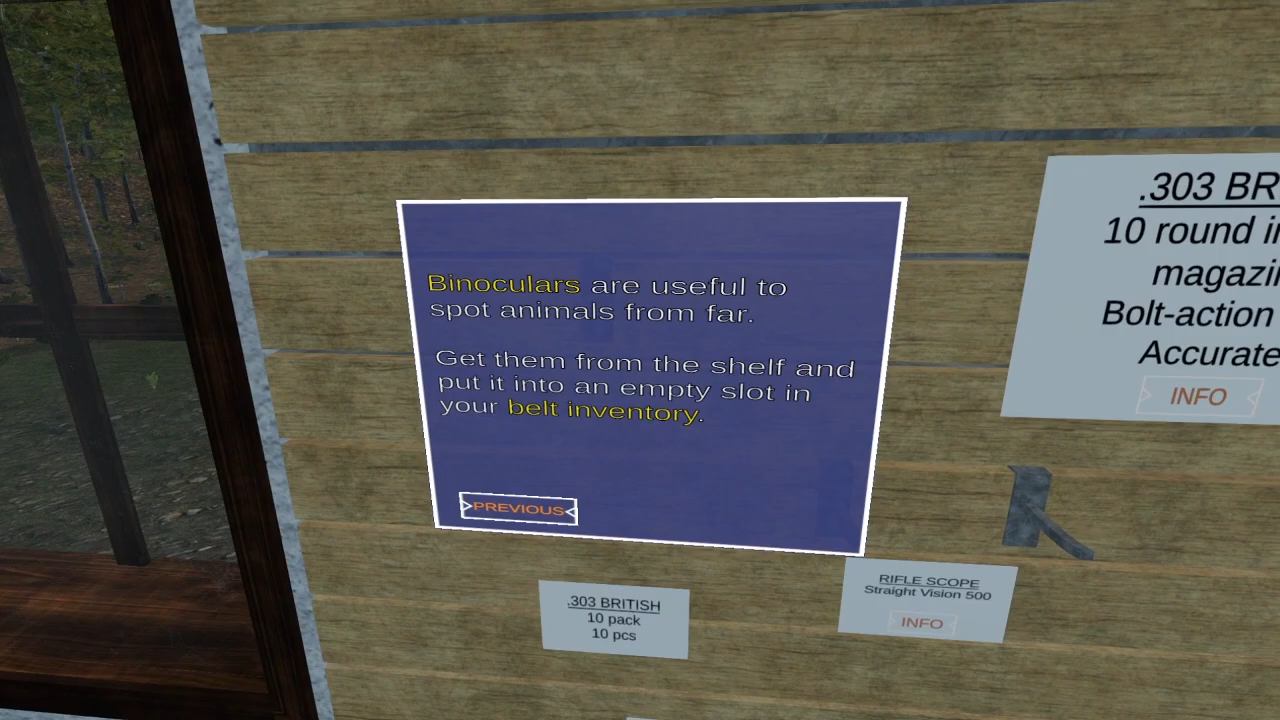 Binoculars are useful to
spot animals from far.
Get them from the shelf and
put it into an empty slot in
your belt inventory.
PREVIOUS
.303 BR
10 round
magazi
Bolt-action
Accurate
INFO
.303 BRITISH
10 pack
10 pcs
RIFLE SCOPE
Straight Vision 500
INFO